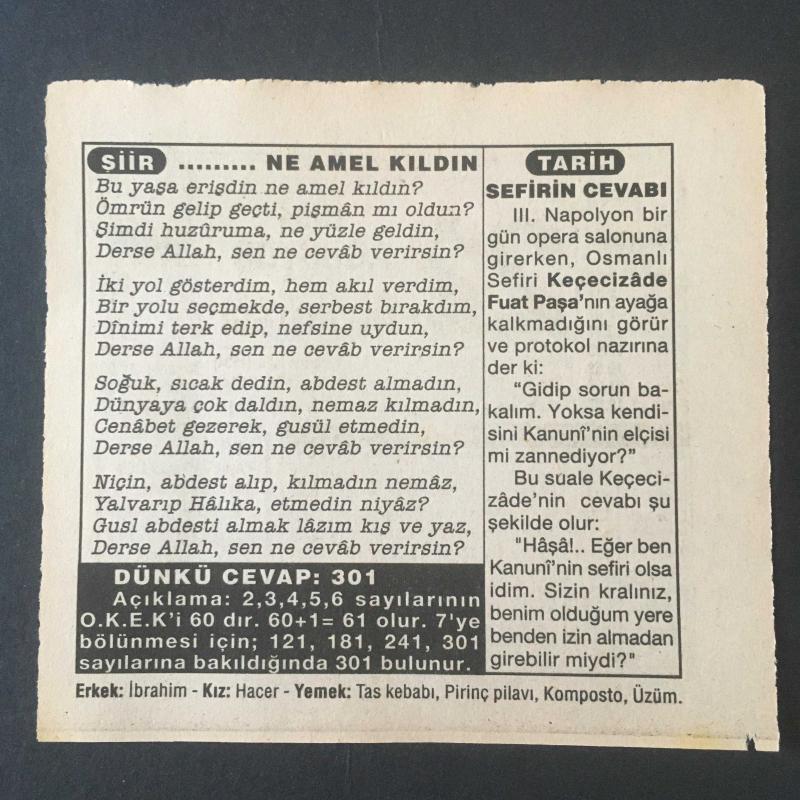 ŞİİR ......... NE AMEL KILDIN
Bu yaşa erişdin ne amel kıldın?
Ömrün gelip geçti, pişmân mı oldun?
Şimdi huzûruma, ne yüzle geldin,
Derse Allah, sen ne cevâb verirsin?
İki yol gösterdim, hem akıl verdim,
Bir yolu seçmekde, serbest bırakdım,
Dînimi terk edip, nefsine uydun,
Derse Allah, sen ne cevâb verirsin?
Soğuk, sıcak dedin, abdest almadın,
Dünyaya çok daldın, nemaz kılmadın,
Cenâbet gezerek, gusül etmedin,
Derse Allah, sen ne cevâb verirsin?
Niçin, abdest alıp, kılmadın nemâz,
Yalvarıp Hâlıka, etmedin niyâz?
Gusl abdesti almak lâzım kış ve yaz,
Derse Allah, sen ne cevâb verirsin?
DÜNKÜ CEVAP: 301
Açıklama: 2,3,4,5,6 sayılarının
O.K.E.K'i 60 dır. 60+1= 61 olur. 7'ye
bölünmesi için; 121, 181, 241, 301
sayılarına bakıldığında 301 bulunur.
TARİH
SEFİRİN CEVABI
III. Napolyon bir
gün opera salonuna
girerken, Osmanlı
Sefiri Keçecizâde
Fuat Paşa'nın ayağa
kalkmadığını görür
ve protokol nazırına
der ki:
"Gidip sorun ba-
kalım. Yoksa kendi-
sini Kanunî'nin elçisi
mi zannediyor?"
Bu suale Keçeci-
zâde'nin cevabı şu
şekilde olur:
"Hâşâ!.. Eğer ben
Kanunî'nin sefiri olsa
idim. Sizin kralınız,
benim olduğum yere
benden izin almadan
girebilir miydi?"
Erkek: İbrahim - Kız: Hacer - Yemek: Tas kebabı, Pirinç pilavı, Komposto, Üzüm.